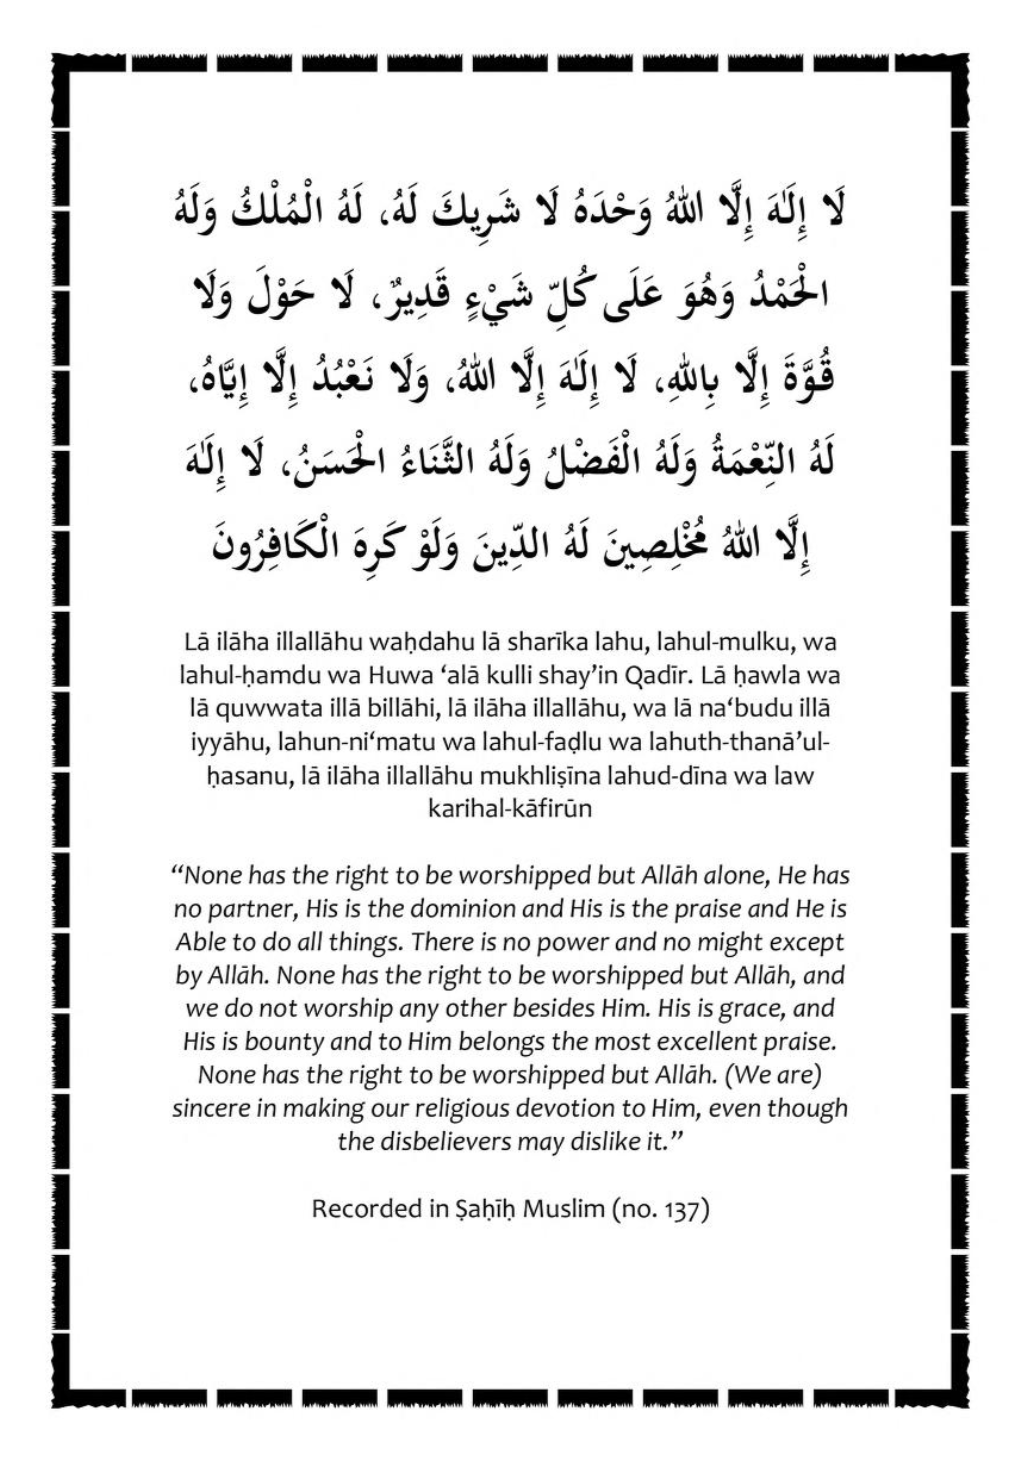 لَا إِلَٰهَ إِلَّا اللهُ وَحْدَهُ لَا شَرِيكَ لَهُ، لَهُ الْمُلْكُ وَلَهُ
الْحَمْدُ وَهُوَ عَلَى كُلِّ شَيْءٍ قَدِيرٌ، لَا حَوْلَ وَلَا
قُوَّةَ إِلَّا بِاللهِ، لَا إِلَٰهَ إِلَّا اللهُ، وَلَا نَعْبُدُ إِلَّا إِيَّاهُ،
لَهُ النِّعْمَةُ وَلَهُ الْفَضْلُ وَلَهُ الثَّنَاءُ الْحَسَنُ، لَا إِلَٰهَ
إِلَّا اللهُ مُخْلِصِينَ لَهُ الدِّينَ وَلَوْ كَرِهَ الْكَافِرُونَ
Lā ilāha illallāhu waḥdahu lā sharīka lahu, lahul-mulku, wa
lahul-ḥamdu wa Huwa ‘alā kulli shay’in Qadīr. Lā ḥawla wa
lā quwwata illā billāhi, lā ilāha illallāhu, wa lā na‘budu illā
iyyāhu, lahun-ni‘matu wa lahul-faḍlu wa lahuth-thanā’ul-
ḥasanu, lā ilāha illallāhu mukhliṣīna lahud-dīna wa law
karihal-kāfirūn
“None has the right to be worshipped but Allāh alone, He has
no partner, His is the dominion and His is the praise and He is
Able to do all things. There is no power and no might except
by Allāh. None has the right to be worshipped but Allāh, and
we do not worship any other besides Him. His is grace, and
His is bounty and to Him belongs the most excellent praise.
None has the right to be worshipped but Allāh. (We are)
sincere in making our religious devotion to Him, even though
the disbelievers may dislike it.”
Recorded in Ṣaḥīḥ Muslim (no. 137)